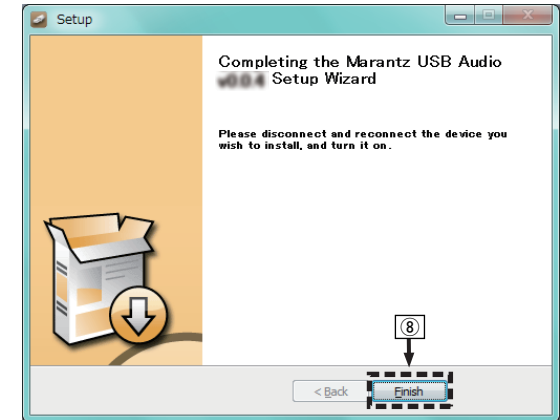 Setup
Completing the Marantz USB Audio
Setup Wizard
Please disconnect and reconnect the device you
wish to install, and turn it on.
⑧
< Back
Finish